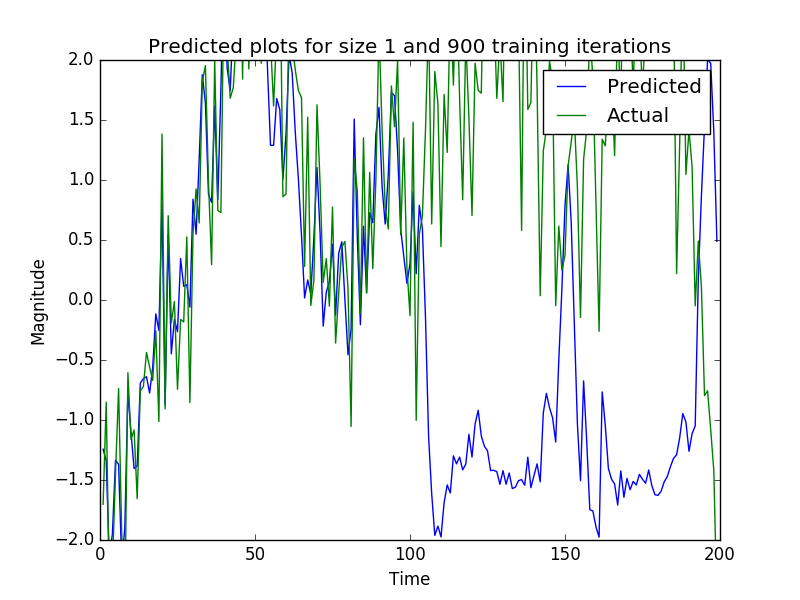 Predicted plots for size 1 and 900 training iterations
2.0
1.5
1.0
0.5
0.0
−0.5
−1.0
−1.5
−2.0
Magnitude
Predicted
Actual
0
50
100
150
200
Time